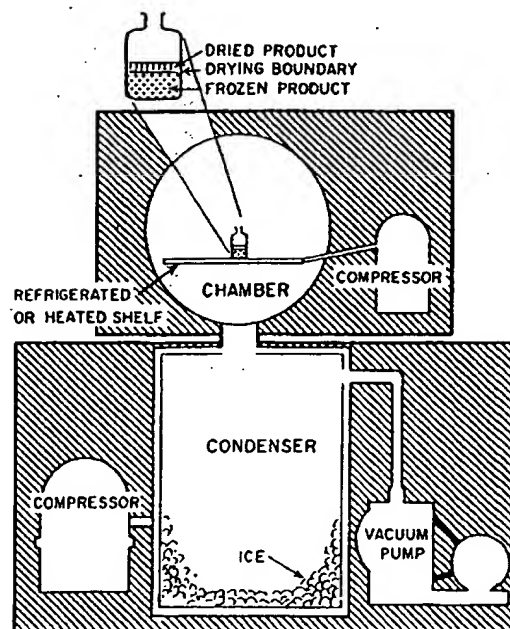 DRIED PRODUCT
DRYING BOUNDARY
FROZEN PRODUCT
COMPRESSOR
REFRIGERATED
OR HEATED SHELF
CHAMBER
CONDENSER
COMPRESSOR
ICE
VACUUM
PUMP